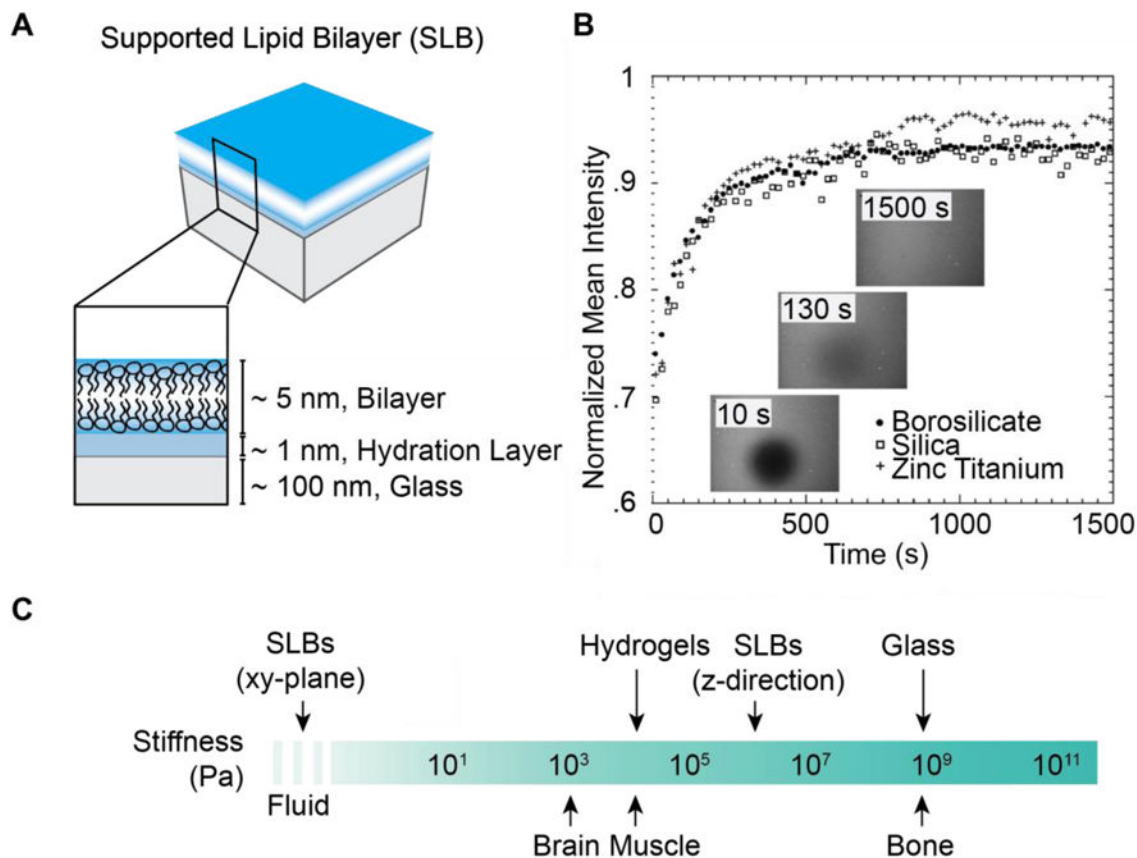 A
Supported Lipid Bilayer (SLB)
~ 5 nm, Bilayer
~ 1 nm, Hydration Layer
~ 100 nm, Glass
B
Normalized Mean Intensity
1
.9
.8
.7
.6
1500 s
130 s
10 s
Borosilicate
Silica
Zinc Titanium
0
500
1000
1500
Time (s)
C
SLBs
(xy-plane)
Hydrogels
SLBs
(z-direction)
Glass
Stiffness
(Pa)
10¹
10³
10⁵
10⁷
10⁹
10¹¹
Fluid
Brain
Muscle
Bone